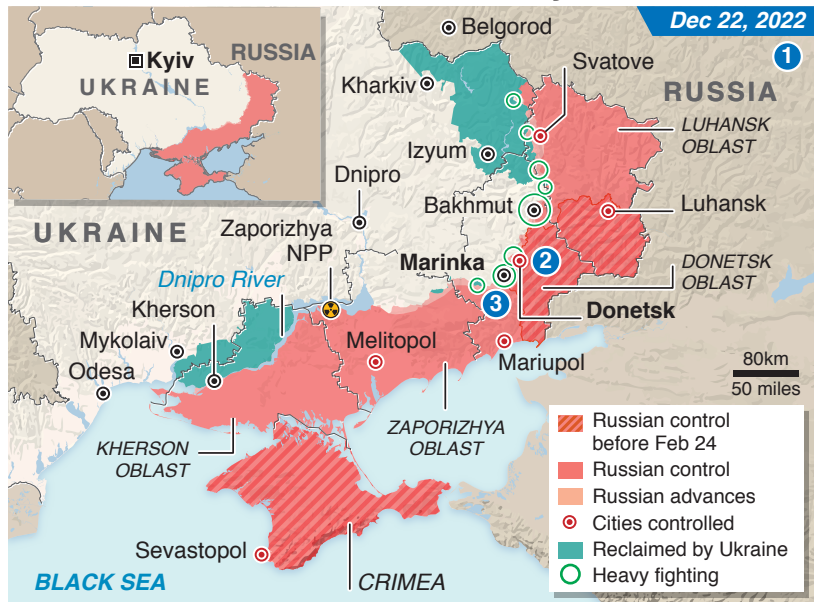 Dec 22, 2022
1
Kyiv
UKRAINE
RUSSIA
Belgorod
Kharkiv
Svatove
RUSSIA
LUHANSK
OBLAST
Izyum
Dnipro
Bakhmut
Luhansk
UKRAINE
Zaporizhya
NPP
Marinka
2
DONETSK
OBLAST
Dnipro River
3
Donetsk
Kherson
Mykolaiv
Melitopol
Mariupol
Odesa
80km
50 miles
KHERSON
OBLAST
ZAPORIZHYA
OBLAST
Russian control
before Feb 24
Russian control
Russian advances
Cities controlled
Reclaimed by Ukraine
Heavy fighting
Sevastopol
BLACK SEA
CRIMEA